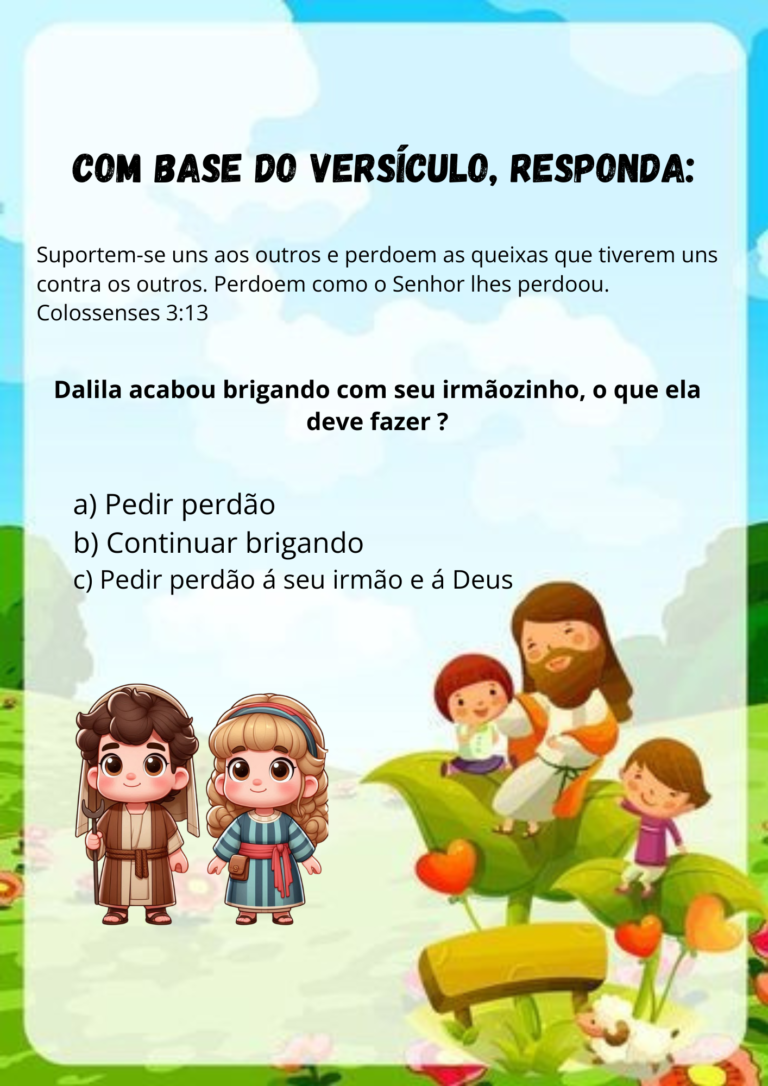 COM BASE DO VERSÍCULO, RESPONDA:
Suportem-se uns aos outros e perdoem as queixas que tiverem uns
contra os outros. Perdoem como o Senhor lhes perdoou.
Colossenses 3:13
Dalila acabou brigando com seu irmãozinho, o que ela
deve fazer ?
a) Pedir perdão
b) Continuar brigando
c) Pedir perdão á seu irmão e á Deus